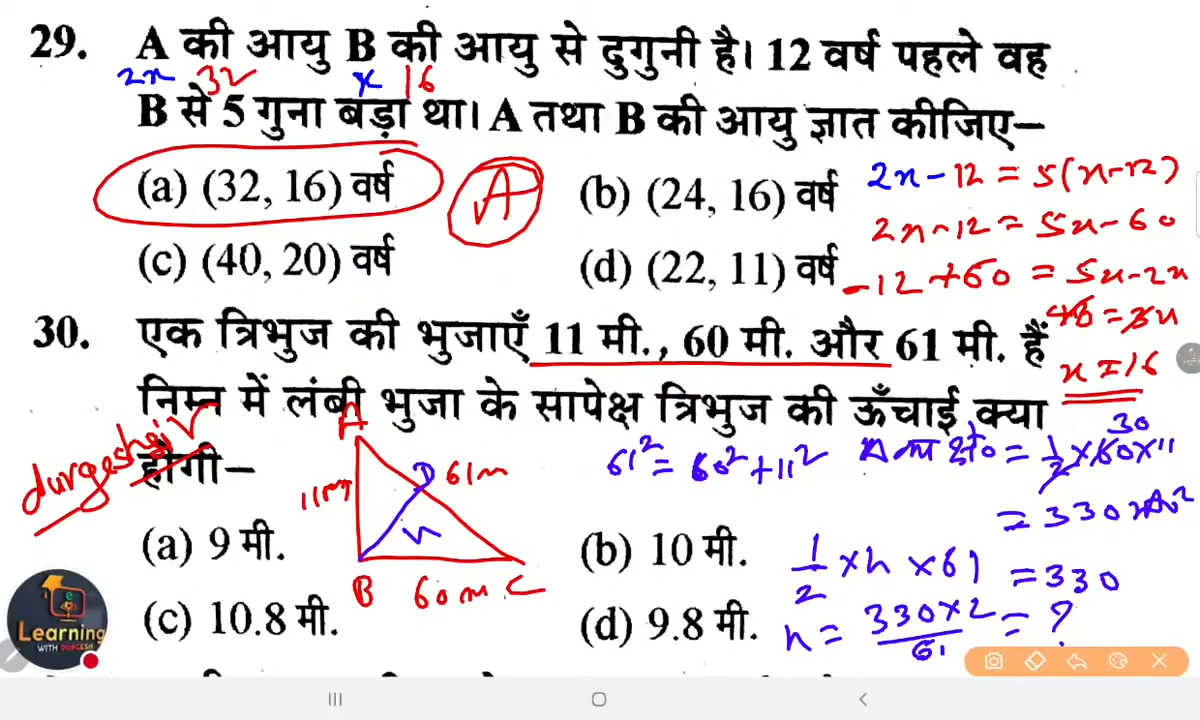 29. A की आयु B की आयु से दुगुनी है। 12 वर्ष पहले वह
2x 32 x 16
B से 5 गुना बड़ा था। A तथा B की आयु ज्ञात कीजिए–
(a) (32, 16) वर्ष
A
(b) (24, 16) वर्ष
2x-12 = 5(x-12)
2x-12 = 5x-60
(c) (40, 20) वर्ष
(d) (22, 11) वर्ष
-12+60 = 5x-2x
48 = 3x
x = 16
30. एक त्रिभुज की भुजाएँ 11 मी., 60 मी. और 61 मी. हैं
निम्न में लंबी भुजा के सापेक्ष त्रिभुज की ऊँचाई क्या
होगी–
A
D 61m
11m
h
B 60m C
61² = 60² + 11²
30
Δ का क्षे० = 1/2 × 60 × 11
= 330 m²
(a) 9 मी.
(b) 10 मी.
1/2 × h × 61 = 330
(c) 10.8 मी.
(d) 9.8 मी.
h = 330×2/61 = ?
Learning
WITH DURGESH